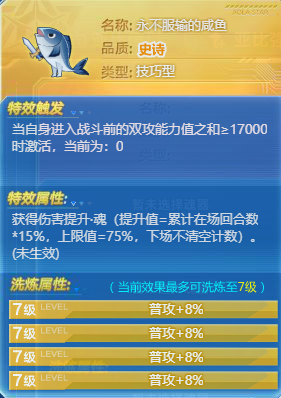 AOLA STAR
名称: 永不服输的咸鱼
品质: 史诗
类型: 技巧型
特效触发
当自身进入战斗前的双攻能力值之和≥17000
时激活，当前为：0
特效属性:
获得伤害提升-魂（提升值=累计在场回合数
*15%，上限值=75%，下场不清空计数）。
(未生效)
洗炼属性: （当前效果最多可洗炼至7级）
7级 LEVEL 普攻+8%
7级 LEVEL 普攻+8%
7级 LEVEL 普攻+8%
7级 LEVEL 普攻+8%